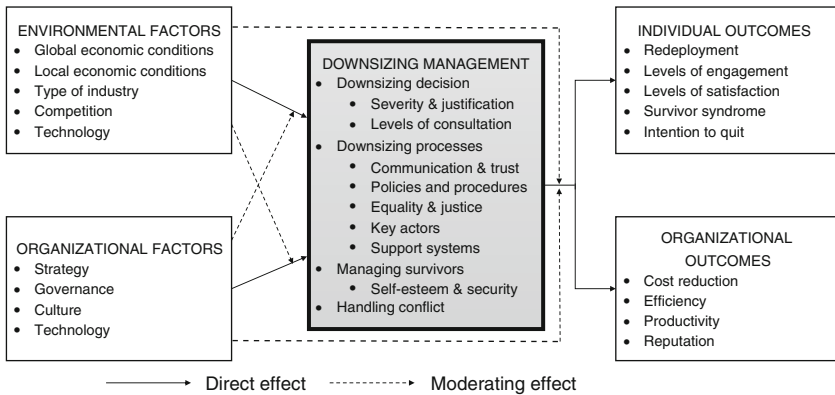 ENVIRONMENTAL FACTORS
• Global economic conditions
• Local economic conditions
• Type of industry
• Competition
• Technology
ORGANIZATIONAL FACTORS
• Strategy
• Governance
• Culture
• Technology
DOWNSIZING MANAGEMENT
• Downsizing decision
• Severity & justification
• Levels of consultation
• Downsizing processes
• Communication & trust
• Policies and procedures
• Equality & justice
• Key actors
• Support systems
• Managing survivors
• Self-esteem & security
• Handling conflict
INDIVIDUAL OUTCOMES
• Redeployment
• Levels of engagement
• Levels of satisfaction
• Survivor syndrome
• Intention to quit
ORGANIZATIONAL
OUTCOMES
• Cost reduction
• Efficiency
• Productivity
• Reputation
Direct effect
Moderating effect